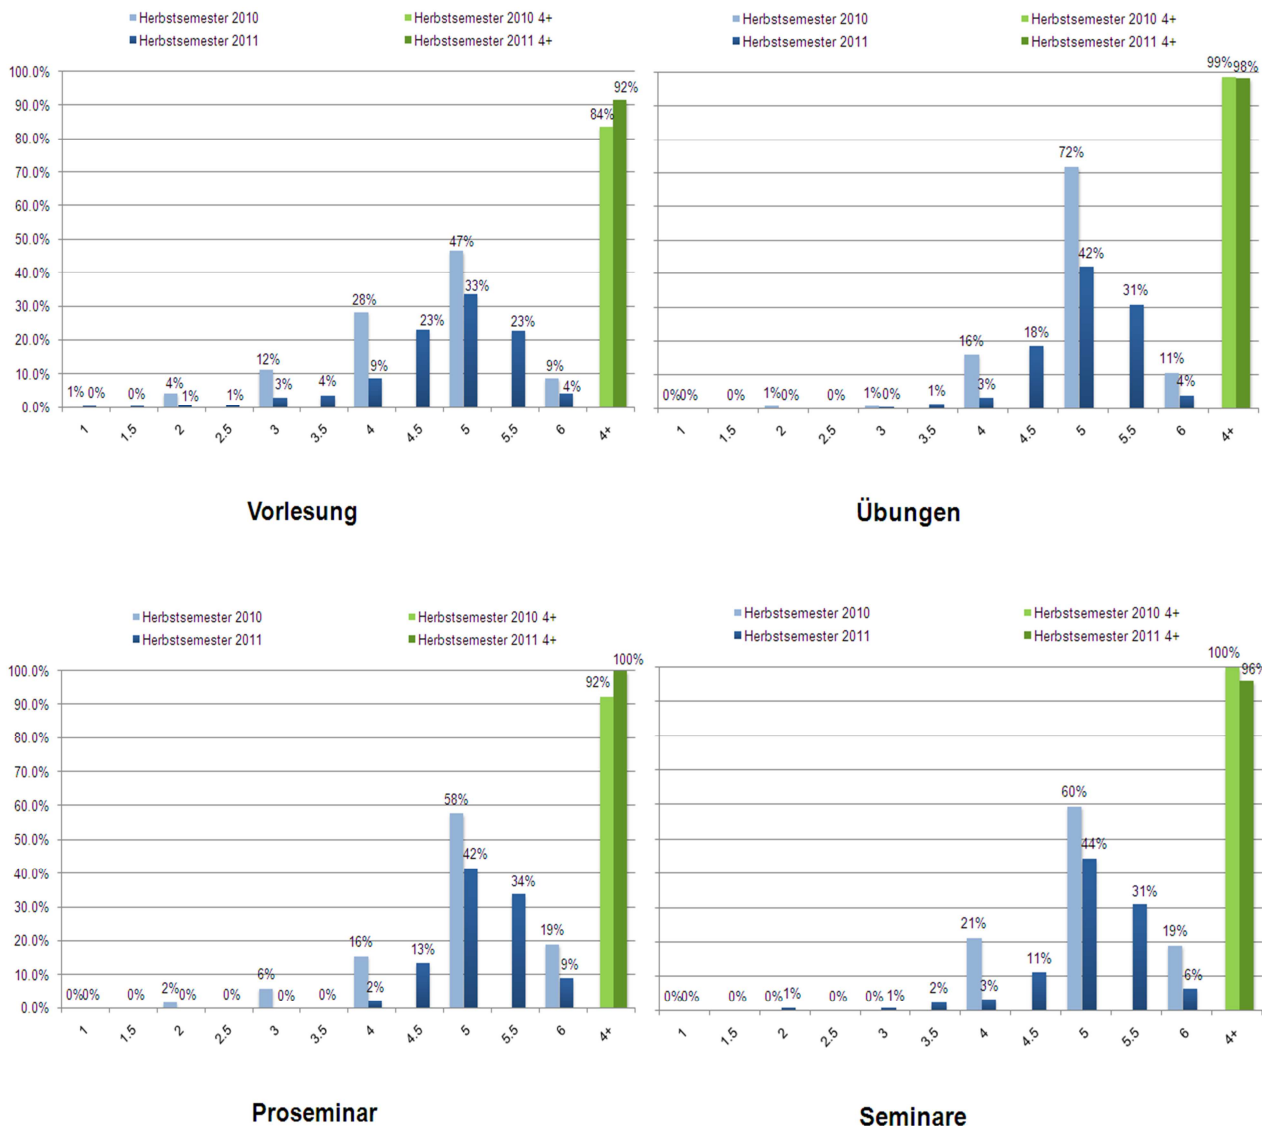 Herbstsemester 2010 Herbstsemester 2010 4+
Herbstsemester 2011 Herbstsemester 2011 4+
100.0%
90.0%
80.0%
70.0%
60.0%
50.0%
40.0%
30.0%
20.0%
10.0%
0.0%
1% 0% 0% 4% 1% 1% 12% 3% 4% 28% 9% 23% 47% 33% 23% 9% 4% 84% 92%
1 1.5 2 2.5 3 3.5 4 4.5 5 5.5 6 4+
Vorlesung
Herbstsemester 2010 Herbstsemester 2010 4+
Herbstsemester 2011 Herbstsemester 2011 4+
0% 0% 0% 1% 0% 0% 1% 0% 1% 16% 3% 18% 72% 42% 31% 11% 4% 99% 98%
1 1.5 2 2.5 3 3.5 4 4.5 5 5.5 6 4+
Übungen
Herbstsemester 2010 Herbstsemester 2010 4+
Herbstsemester 2011 Herbstsemester 2011 4+
100.0%
90.0%
80.0%
70.0%
60.0%
50.0%
40.0%
30.0%
20.0%
10.0%
0.0%
0% 0% 0% 2% 0% 0% 6% 0% 0% 16% 2% 13% 58% 42% 34% 19% 9% 92% 100%
1 1.5 2 2.5 3 3.5 4 4.5 5 5.5 6 4+
Proseminar
Herbstsemester 2010 Herbstsemester 2010 4+
Herbstsemester 2011 Herbstsemester 2011 4+
0% 0% 0% 0% 1% 0% 0% 1% 2% 21% 3% 11% 60% 44% 31% 19% 6% 100% 96%
1 1.5 2 2.5 3 3.5 4 4.5 5 5.5 6 4+
Seminare